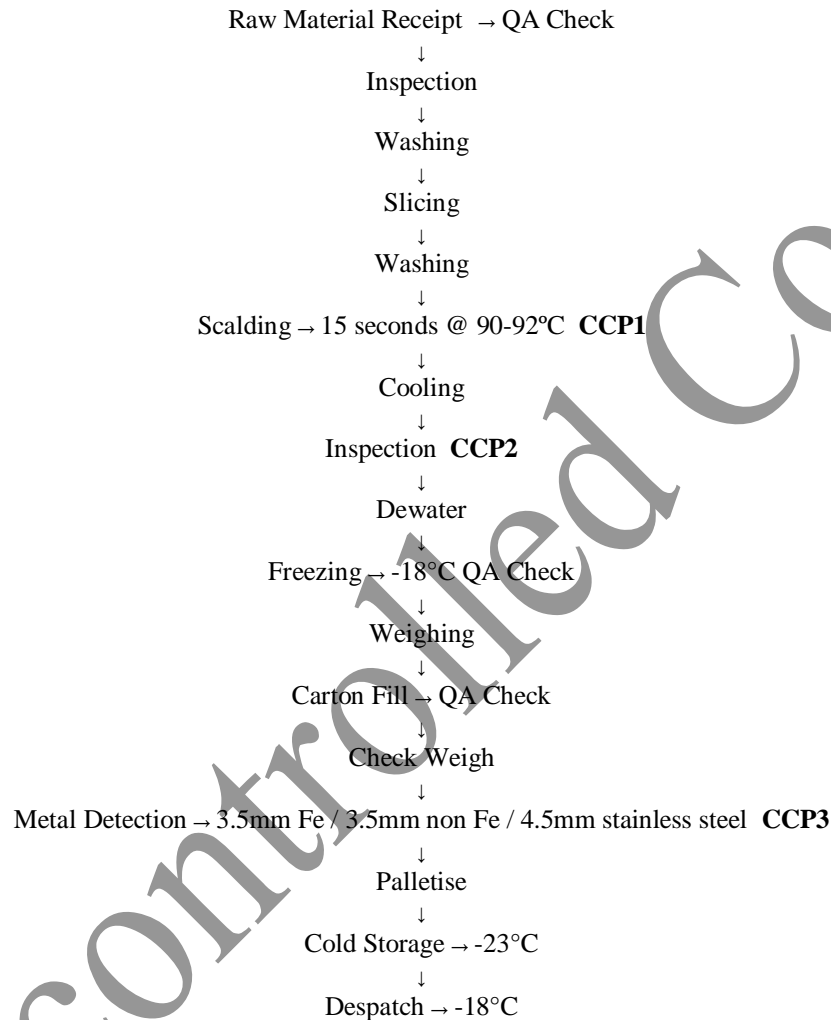 Raw Material Receipt → QA Check
↓
Inspection
↓
Washing
↓
Slicing
↓
Washing
↓
Scalding → 15 seconds @ 90-92ºC CCP1
↓
Cooling
↓
Inspection CCP2
↓
Dewater
↓
Freezing → -18°C QA Check
↓
Weighing
↓
Carton Fill → QA Check
↓
Check Weigh
↓
Metal Detection → 3.5mm Fe / 3.5mm non Fe / 4.5mm stainless steel CCP3
↓
Palletise
↓
Cold Storage → -23°C
↓
Despatch → -18°C
controlled Co